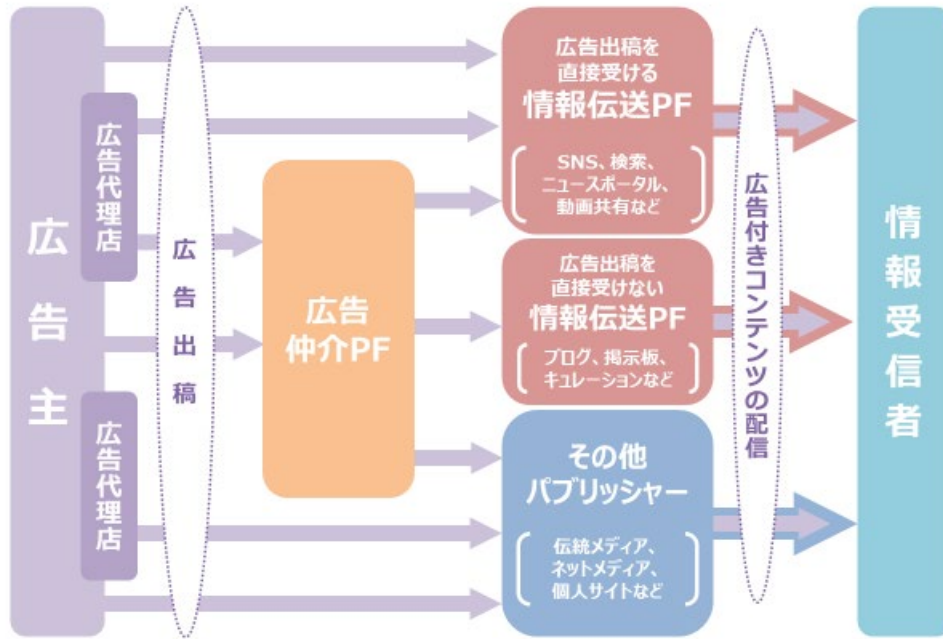 広告主
広告代理店
広告代理店
広告出稿
広告
仲介PF
広告出稿を
直接受ける
情報伝送PF
SNS、検索、
ニュースポータル、
動画共有など
広告出稿を
直接受けない
情報伝送PF
ブログ、掲示板、
キュレーションなど
その他
パブリッシャー
伝統メディア、
ネットメディア、
個人サイトなど
広告付きコンテンツの配信
情報受信者